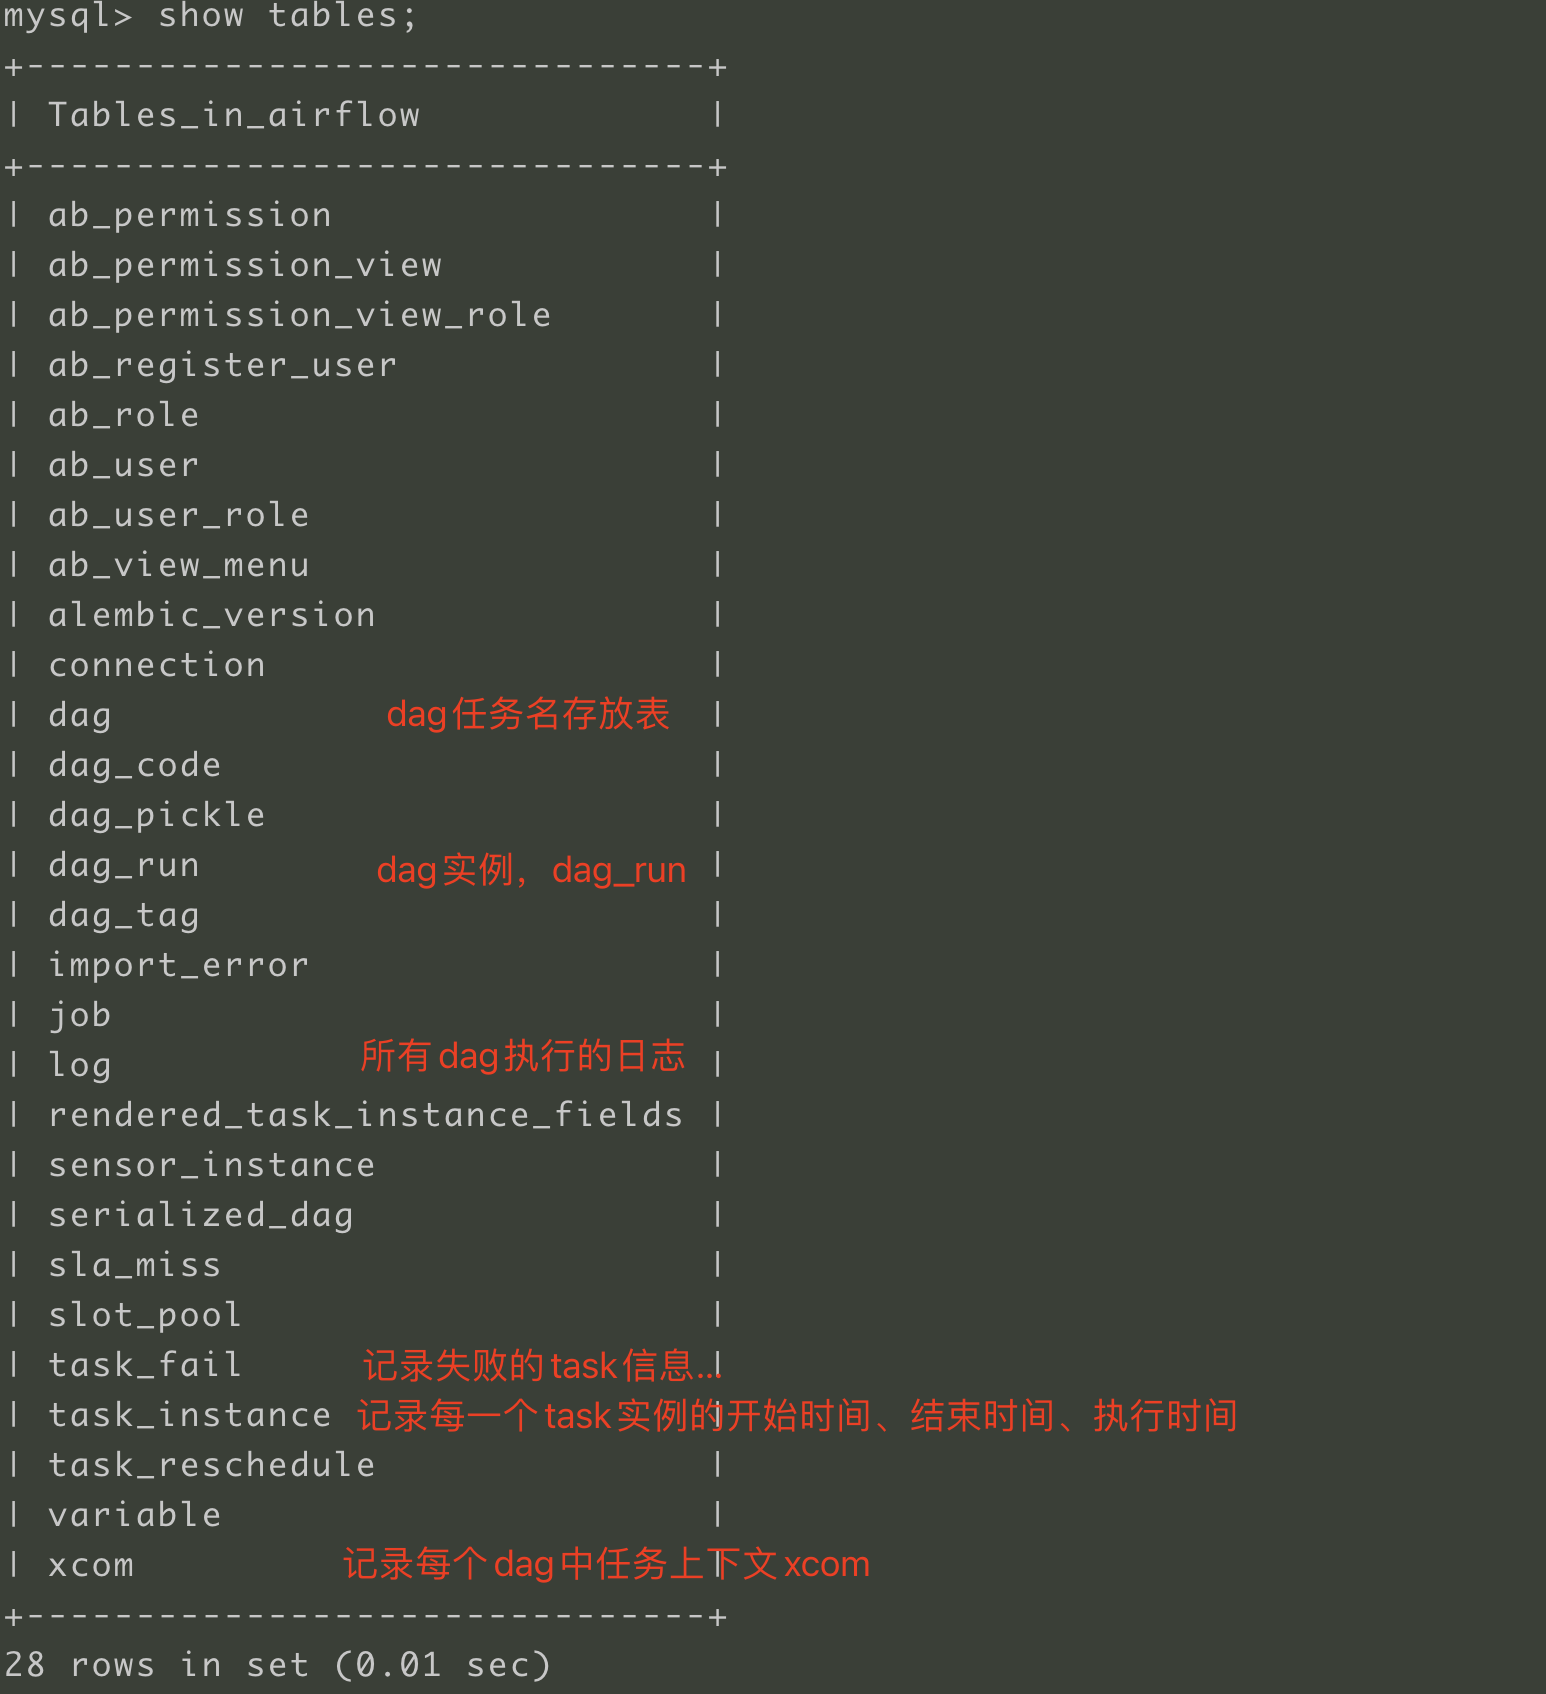 mysql> show tables;
+-------------------------------+
| Tables_in_airflow |
+-------------------------------+
| ab_permission |
| ab_permission_view |
| ab_permission_view_role |
| ab_register_user |
| ab_role |
| ab_user |
| ab_user_role |
| ab_view_menu |
| alembic_version |
| connection |
| dag dag任务名存放表 |
| dag_code |
| dag_pickle |
| dag_run dag实例，dag_run |
| dag_tag |
| import_error |
| job |
| log 所有dag执行的日志 |
| rendered_task_instance_fields |
| sensor_instance |
| serialized_dag |
| sla_miss |
| slot_pool |
| task_fail 记录失败的task信息... |
| task_instance 记录每一个task实例的开始时间、结束时间、执行时间
| task_reschedule |
| variable |
| xcom 记录每个dag中任务上下文xcom
+-------------------------------+
28 rows in set (0.01 sec)